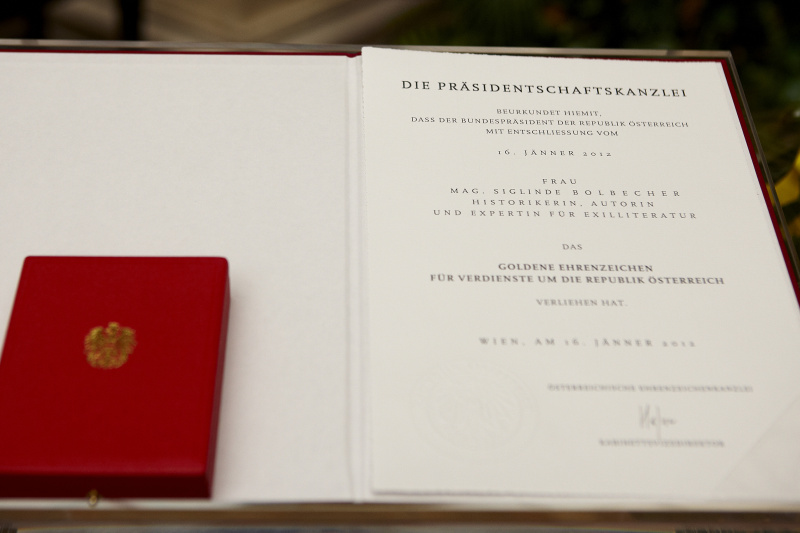 DIE PRÄSIDENTSCHAFTSKANZLEI
BEURKUNDET HIEMIT,
DASS DER BUNDESPRÄSIDENT DER REPUBLIK ÖSTERREICH
MIT ENTSCHLIESSUNG VOM
16. JÄNNER 2012
FRAU
MAG. SIGLINDE BOLBECHER
HISTORIKERIN, AUTORIN
UND EXPERTIN FÜR EXILLITERATUR
DAS
GOLDENE EHRENZEICHEN
FÜR VERDIENSTE UM DIE REPUBLIK ÖSTERREICH
VERLIEHEN HAT.
WIEN, AM 16. JÄNNER 2012
ÖSTERREICHISCHE EHRENZEICHENKANZLEI